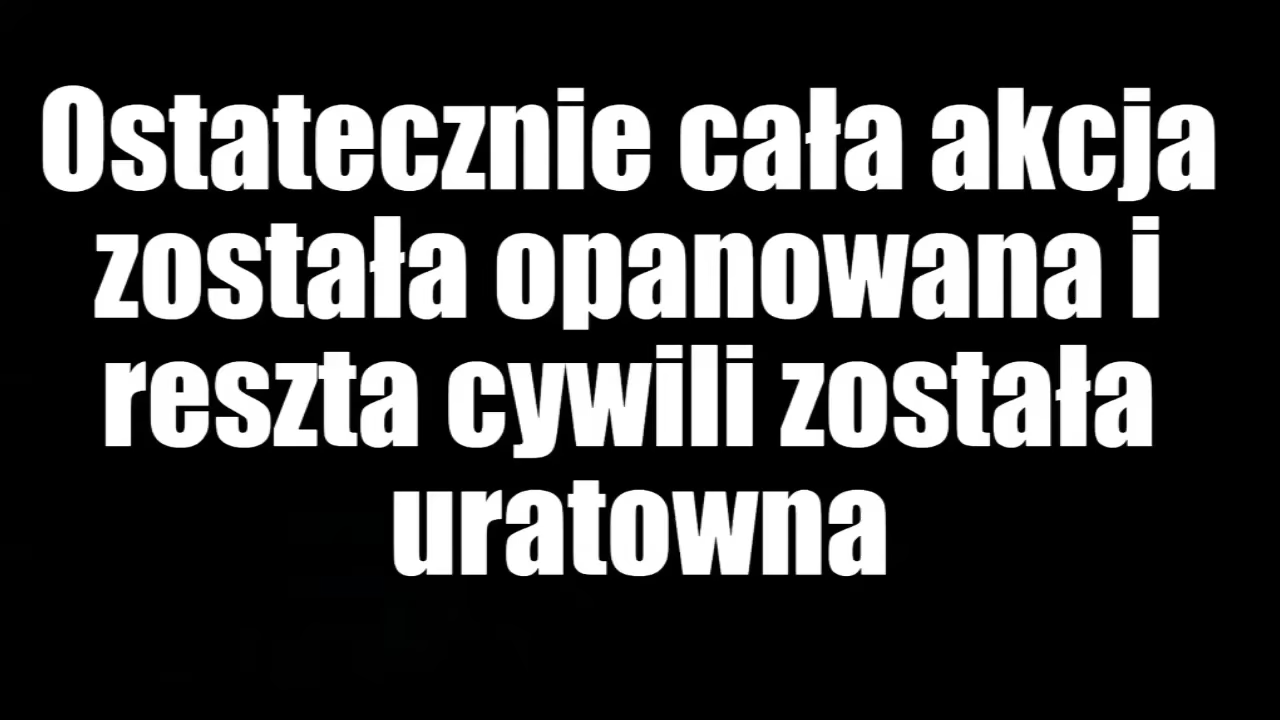 Ostatecznie cała akcja
została opanowana i
reszta cywili została
uratowna